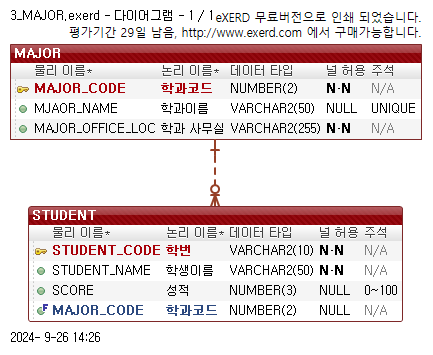 3_MAJOR.exerd - 다이어그램 - 1 / 1 eXERD 무료버전으로 인쇄 되었습니다.
평가기간 29일 남음, http://www.exerd.com 에서 구매가능합니다.
MAJOR
물리 이름* 논리 이름* 데이터 타입 널 허용 주석
MAJOR_CODE 학과코드 NUMBER(2) N-N N/A
MJAOR_NAME 학과이름 VARCHAR2(50) NULL UNIQUE
MAJOR_OFFICE_LOC 학과 사무실 VARCHAR2(255) N-N N/A
STUDENT
물리 이름* 논리 이름* 데이터 타입 널 허용 주석
STUDENT_CODE 학번 VARCHAR2(10) N-N N/A
STUDENT_NAME 학생이름 VARCHAR2(50) N-N N/A
SCORE 성적 NUMBER(3) NULL 0~100
F MAJOR_CODE 학과코드 NUMBER(2) NULL N/A
2024- 9-26 14:26